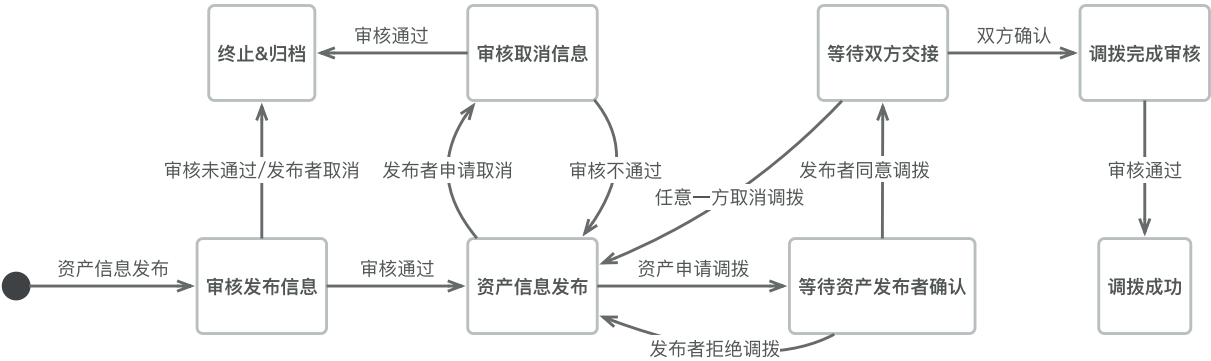 审核通过
双方确认
终止&归档
审核取消信息
等待双方交接
调拨完成审核
审核未通过/发布者取消
发布者申请取消
审核不通过
发布者同意调拨
审核通过
任意一方取消调拨
资产信息发布
审核通过
资产申请调拨
审核发布信息
资产信息发布
等待资产发布者确认
调拨成功
发布者拒绝调拨